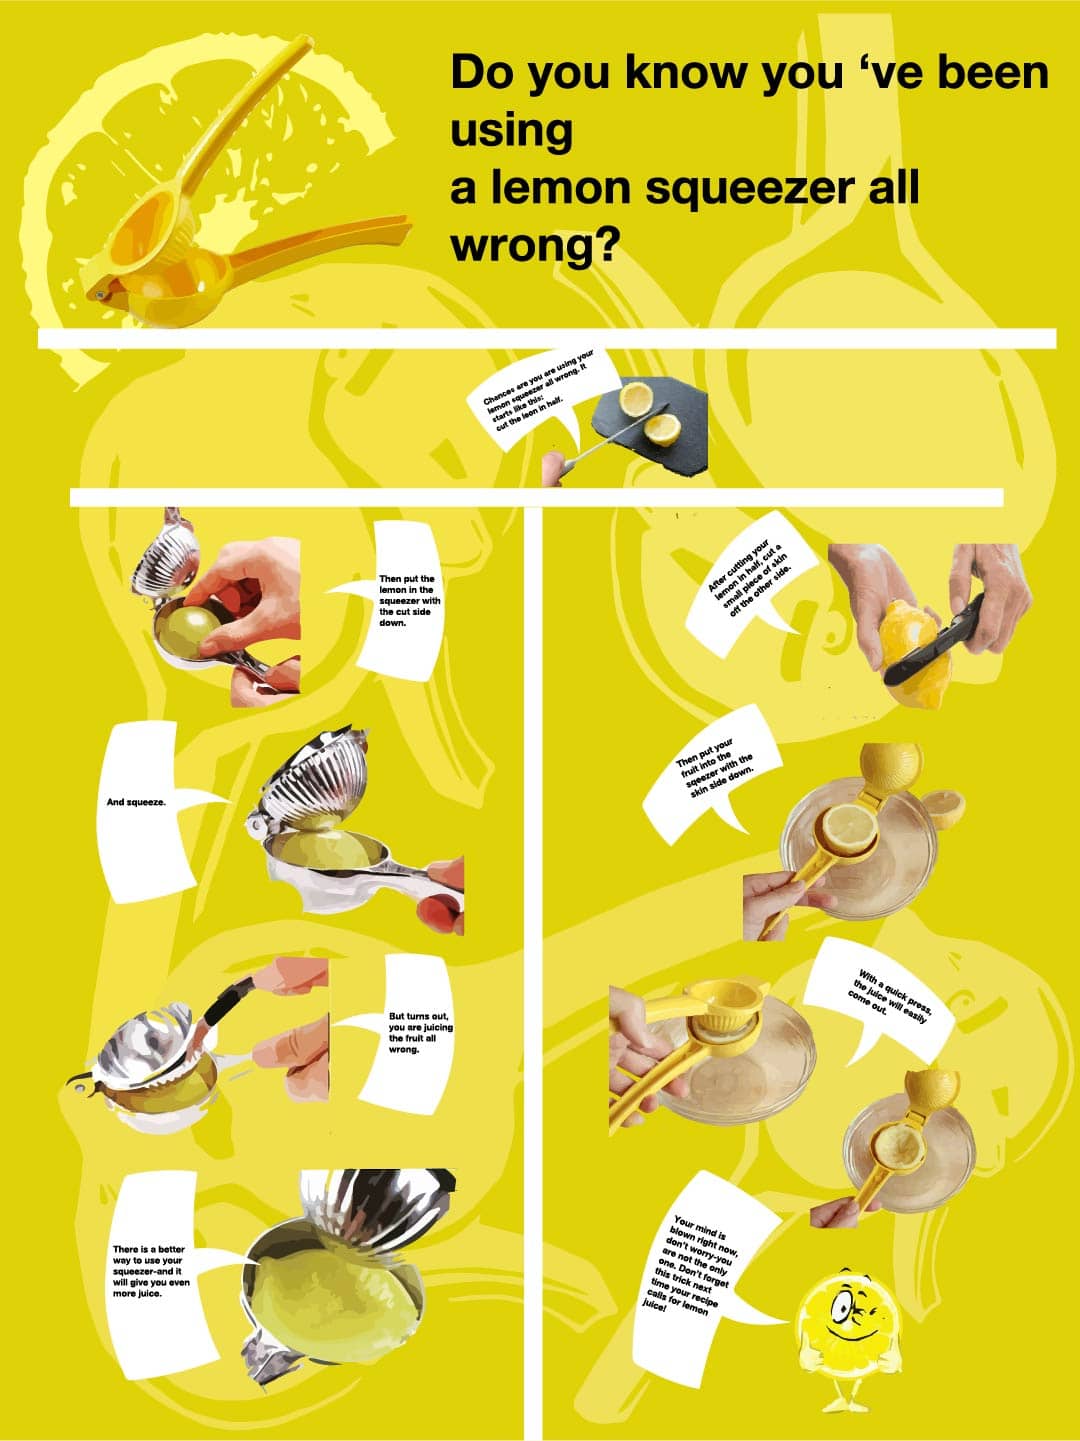 Do you know you ‘ve been
using
a lemon squeezer all
wrong?
Chances are you are using your
lemon squeezer all wrong. It
starts like this:
cut the leon in half.
Then put the
lemon in the
squeezer with
the cut side
down.
And squeeze.
But turns out,
you are juicing
the fruit all
wrong.
There is a better
way to use your
squeezer-and it
will give you even
more juice.
After cutting your
lemon in half, cut a
small piece of skin
off the other side.
Then put your
fruit into the
sqeezer with the
skin side down.
With a quick press,
the juice will easily
come out.
Your mind is
blown right now,
don't worry-you
are not the only
one. Don't forget
this trick next
time your recipe
calls for lemon
juice!